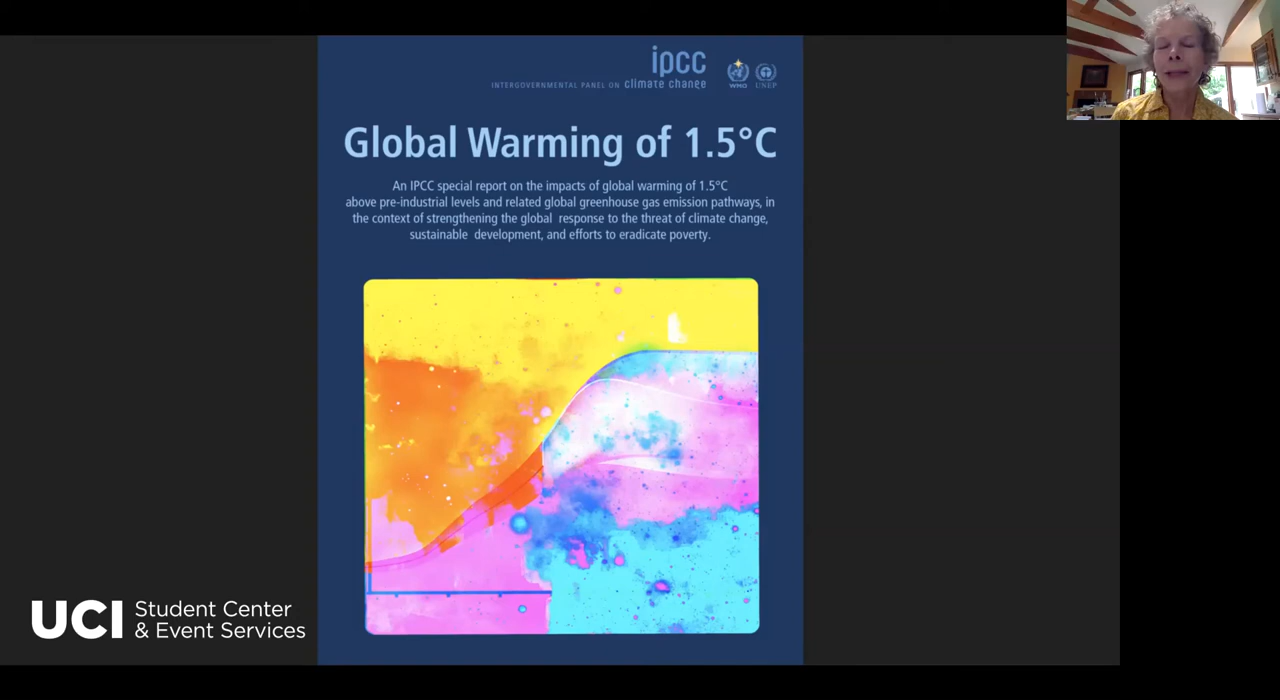 ipcc
INTERGOVERNMENTAL PANEL ON climate change
WMO UNEP
Global Warming of 1.5°C
An IPCC special report on the impacts of global warming of 1.5°C
above pre-industrial levels and related global greenhouse gas emission pathways, in
the context of strengthening the global response to the threat of climate change,
sustainable development, and efforts to eradicate poverty.
UCI Student Center
& Event Services